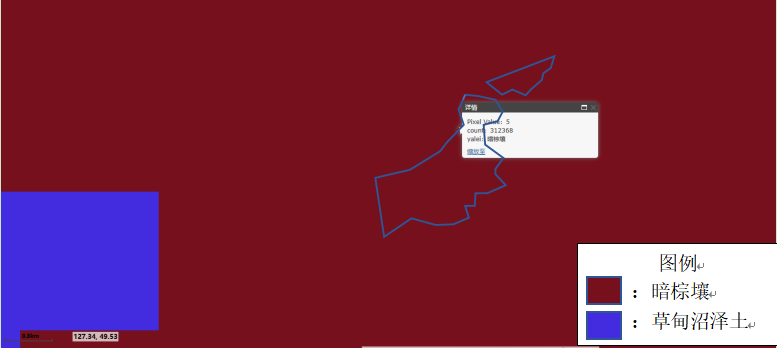 详情
Pixel Value: 5
count: 312368
yalei: 暗棕壤
缩放至
图例
：暗棕壤
：草甸沼泽土
127.34, 49.53